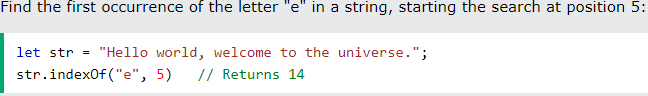 Find the first occurrence of the letter "e" in a string, starting the search at position 5:
let str = "Hello world, welcome to the universe.";
str.indexOf("e", 5)   // Returns 14